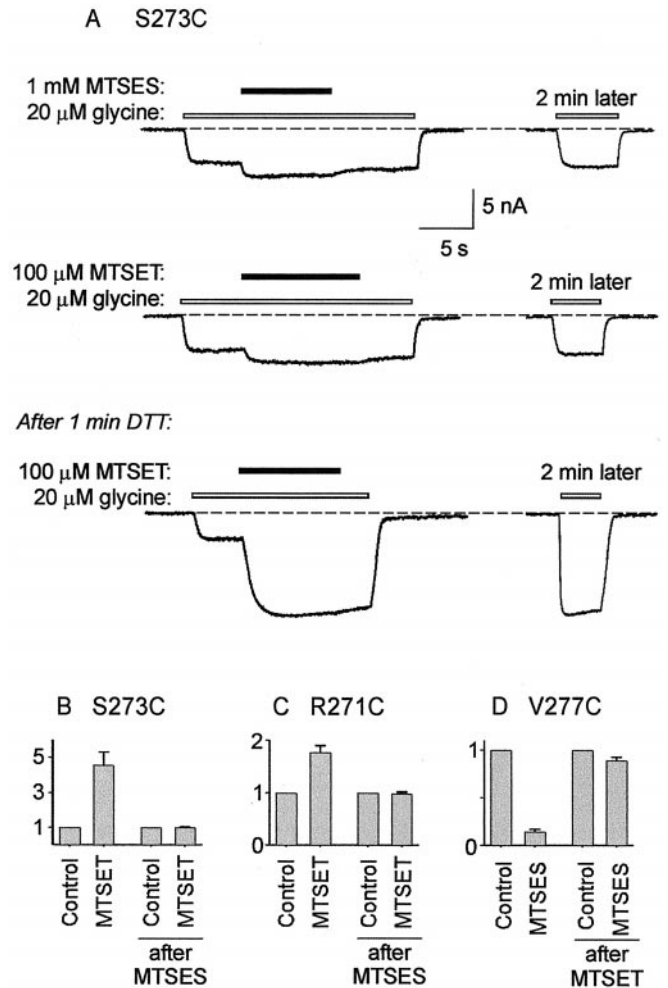 A S273C
1 mM MTSES:
20 µM glycine:
2 min later
5 nA
5 s
100 µM MTSET:
20 µM glycine:
2 min later
After 1 min DTT:
100 µM MTSET:
20 µM glycine:
2 min later
B S273C
5
3
1
Control
MTSET
Control
MTSET
after
MTSES
C R271C
2
1
0
Control
MTSET
Control
MTSET
after
MTSES
D V277C
1
0
Control
MTSES
Control
MTSES
after
MTSET